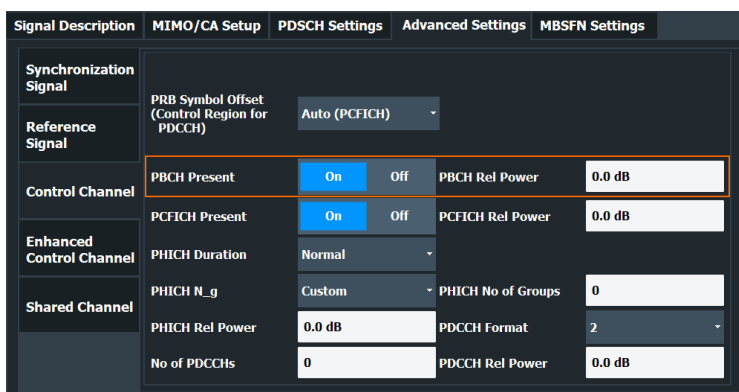 Signal Description MIMO/CA Setup PDSCH Settings Advanced Settings MBSFN Settings
Synchronization
Signal
Reference
Signal
Control Channel
Enhanced
Control Channel
Shared Channel
PRB Symbol Offset
(Control Region for
PDCCH)
Auto (PCFICH)
PBCH Present On Off PBCH Rel Power 0.0 dB
PCFICH Present On Off PCFICH Rel Power 0.0 dB
PHICH Duration Normal
PHICH N_g Custom PHICH No of Groups 0
PHICH Rel Power 0.0 dB PDCCH Format 2
No of PDCCHs 0 PDCCH Rel Power 0.0 dB